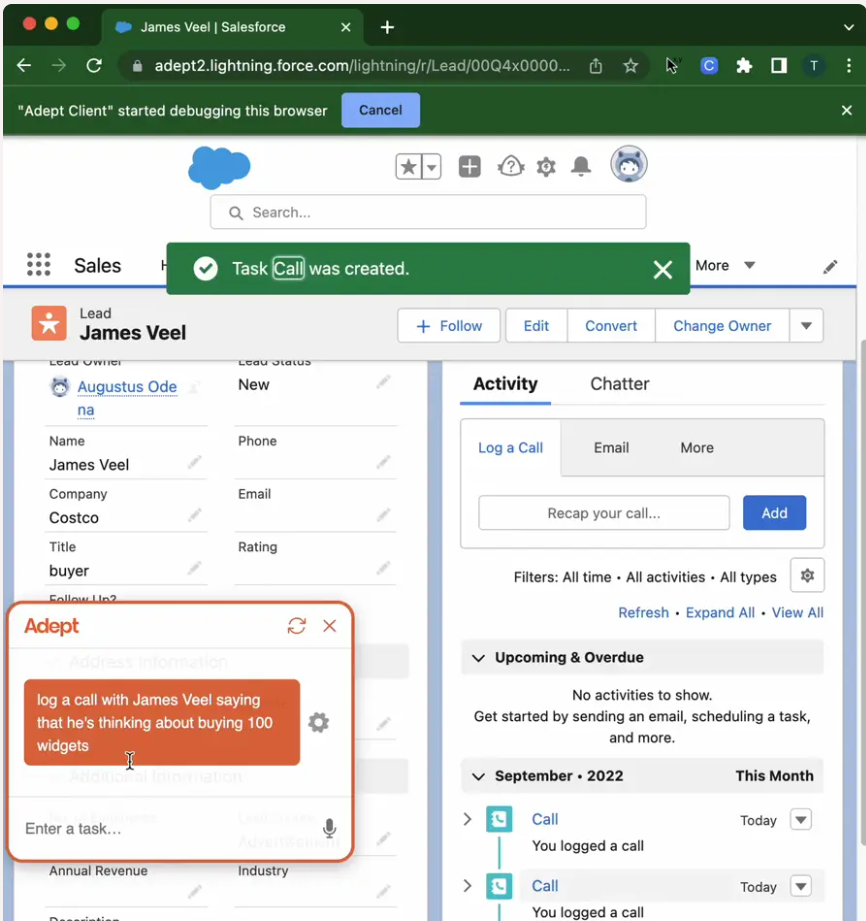 James Veel | Salesforce
adept2.lightning.force.com/lightning/r/Lead/00Q4x0000...
C
T
"Adept Client" started debugging this browser
Cancel
Search...
Sales
Task Call was created.
More
Lead
James Veel
+ Follow
Edit
Convert
Change Owner
Lead Owner
Lead Status
Augustus Ode
na
New
Name
Phone
James Veel
Company
Email
Costco
Title
Rating
buyer
Follow Up?
Address Information
Adept
log a call with James Veel saying
that he's thinking about buying 100
widgets
Additional Information
Enter a task...
Annual Revenue
Industry
Description
Activity
Chatter
Log a Call
Email
More
Recap your call...
Add
Filters: All time • All activities • All types
Refresh • Expand All • View All
Upcoming & Overdue
No activities to show.
Get started by sending an email, scheduling a task,
and more.
September • 2022
This Month
Call
Today
You logged a call
Call
Today
You logged a call